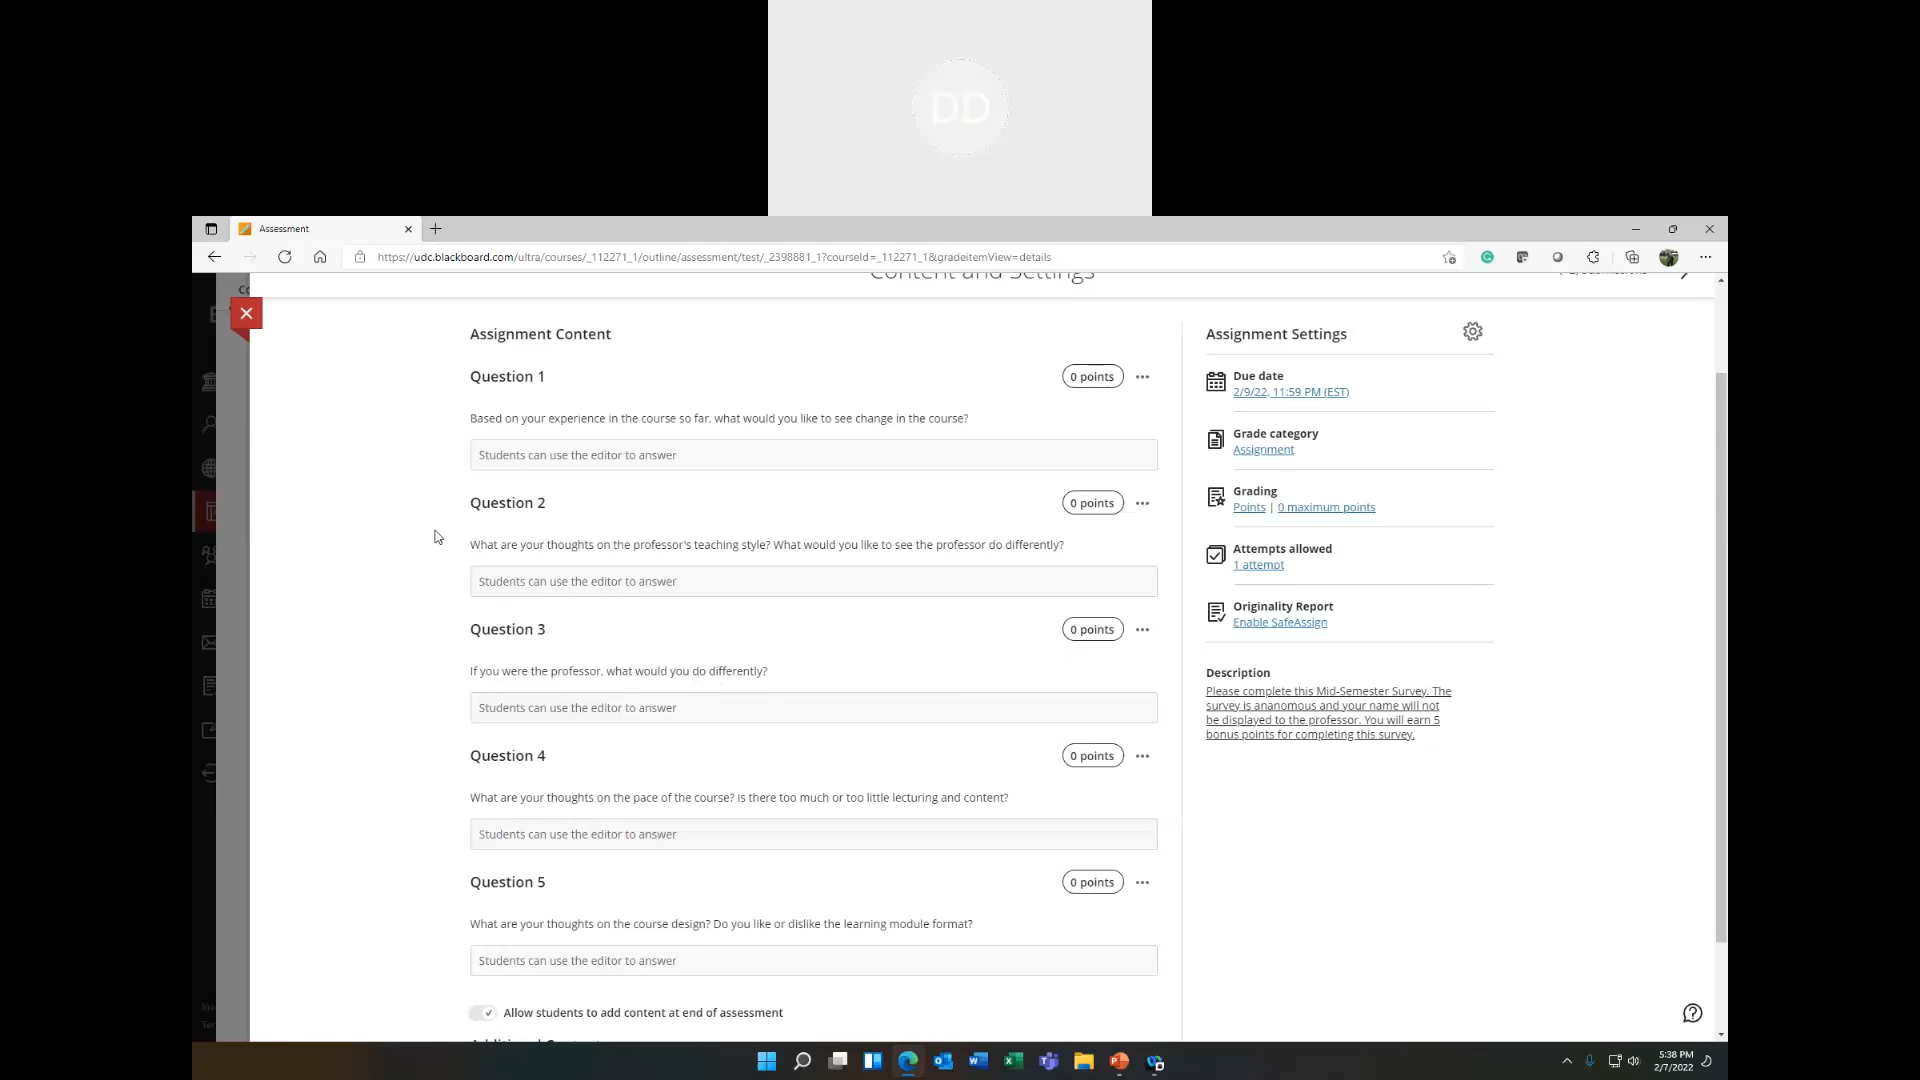 DD
Assessment
https://udc.blackboard.com/ultra/courses/_112271_1/outline/assessment/test/_2398881_1?courseId=_112271_1&gradeitemView=details
Content and Settings
Assignment Content
Question 1
0 points
Based on your experience in the course so far, what would you like to see change in the course?
Students can use the editor to answer
Question 2
0 points
What are your thoughts on the professor's teaching style? What would you like to see the professor do differently?
Students can use the editor to answer
Question 3
0 points
If you were the professor, what would you do differently?
Students can use the editor to answer
Question 4
0 points
What are your thoughts on the pace of the course? is there too much or too little lecturing and content?
Students can use the editor to answer
Question 5
0 points
What are your thoughts on the course design? Do you like or dislike the learning module format?
Students can use the editor to answer
Allow students to add content at end of assessment
Assignment Settings
Due date
2/9/22, 11:59 PM (EST)
Grade category
Assignment
Grading
Points | 0 maximum points
Attempts allowed
1 attempt
Originality Report
Enable SafeAssign
Description
Please complete this Mid-Semester Survey. The
survey is ananomous and your name will not
be displayed to the professor. You will earn 5
bonus points for completing this survey.
5:38 PM
2/7/2022